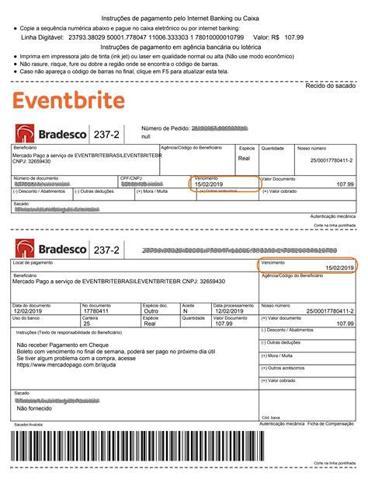 Instruções de pagamento pelo Internet Banking ou Caixa
• Copie a sequência numérica abaixo e pague no caixa eletrônico ou por internet banking:
Linha Digitável: 23793.38029 50001.778047 11006.333303 1 78010000010799 Valor: R$ 107.99
Instruções de pagamento em agência bancária ou lotérica
• Imprima em impressora jato de tinta (ink jet) ou laser em qualidade normal ou alta (Não use modo econômico)
• Não rasure, risque, fure ou dobre a região onde se encontra o código de barras.
• Caso não apareça o código de barras no final, clique em F5 para atualizar esta tela.
Recido do sacado
Eventbrite
Bradesco 237-2 Número de Pedido:
null
Beneficiário Agência/Código do Beneficiário Espécie Quantidade Nosso número
Mercado Pago a serviço de EVENTBRITEBRASILEVENTBRITEBR Real 25/00017780411-2
CNPJ: 32659430
Número do documento CPF/CNPJ Vencimento Valor Documento
15/02/2019 107.99
(-) Desconto / Abatimentos (-) Outras deduções (+) Mora / Multa (+) Outros acréscimos (+) Valor cobrado
Sacado
Autenticação mecânica
Corte na linha pontilhada
Bradesco 237-2
Local de pagamento Vencimento
15/02/2019
Beneficiário Agência/Código do Beneficiário
Mercado Pago a serviço de EVENTBRITEBRASILEVENTBRITEBR CNPJ: 32659430
Data do documento No documento Espécie doc. Aceite Data processamento Nosso número
12/02/2019 17780411 Outro N 12/02/2019 25/00017780411-2
Uso do banco Carteira Espécie Quantidade Valor Documento (=) Valor documento
25 Real 107.99 107.99
Instruções (Texto de responsabilidade do Beneficiário) (-) Desconto / Abatimentos
(-) Outras deduções
Não receber Pagamento em Cheque
Boleto com vencimento no final de semana, poderá ser pago no próximo dia útil
Se tiver algum problema com a acesso, acesse
https://www.mercadopago.com.br/ajuda
(+) Mora / Multa
(+) Outros acréscimos
(+) Valor cobrado
Sacado
Não fornecido
Cód. baixa
Sacador/Avalista Autenticação mecânica Ficha de Compensação
Corte na linha pontilhada